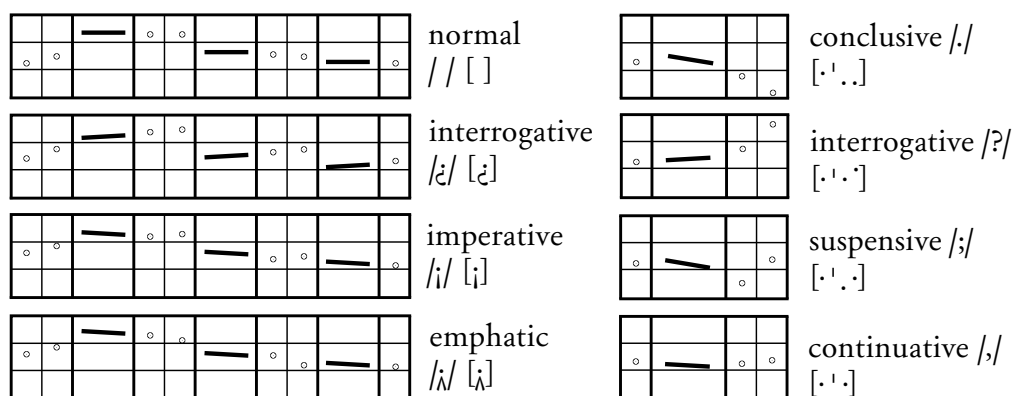 normal
/ / [ ]
interrogative
/¿/ [¿]
imperative
/¡/ [¡]
emphatic
conclusive /./
[· ˈ . .]
interrogative /?/
[· ˈ · ˙]
suspensive /;/
[· ˈ . ·]
continuative /,/
[· ˈ ·]